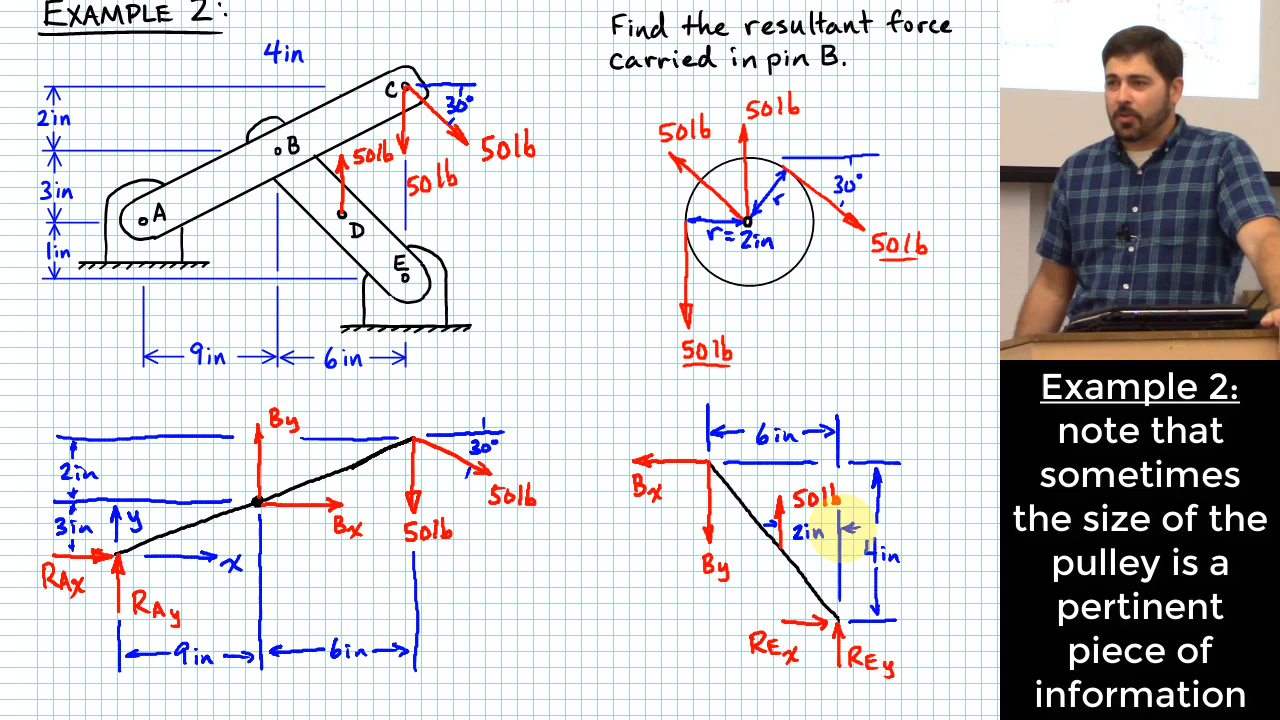 EXAMPLE 2:
Find the resultant force
carried in pin B.
4in
C
30°
2in
B
50lb
50lb
50lb
3in
A
D
1in
E
9in
6in
50lb
50lb
30°
r
r=2in
50lb
50lb
By
30°
2in
50lb
3in
y
Bx
50lb
x
RAx
RAy
9in
6in
6in
Bx
50lb
2in
4in
By
REx
REy
Example 2:
note that
sometimes
the size of the
pulley is a
pertinent
piece of
information